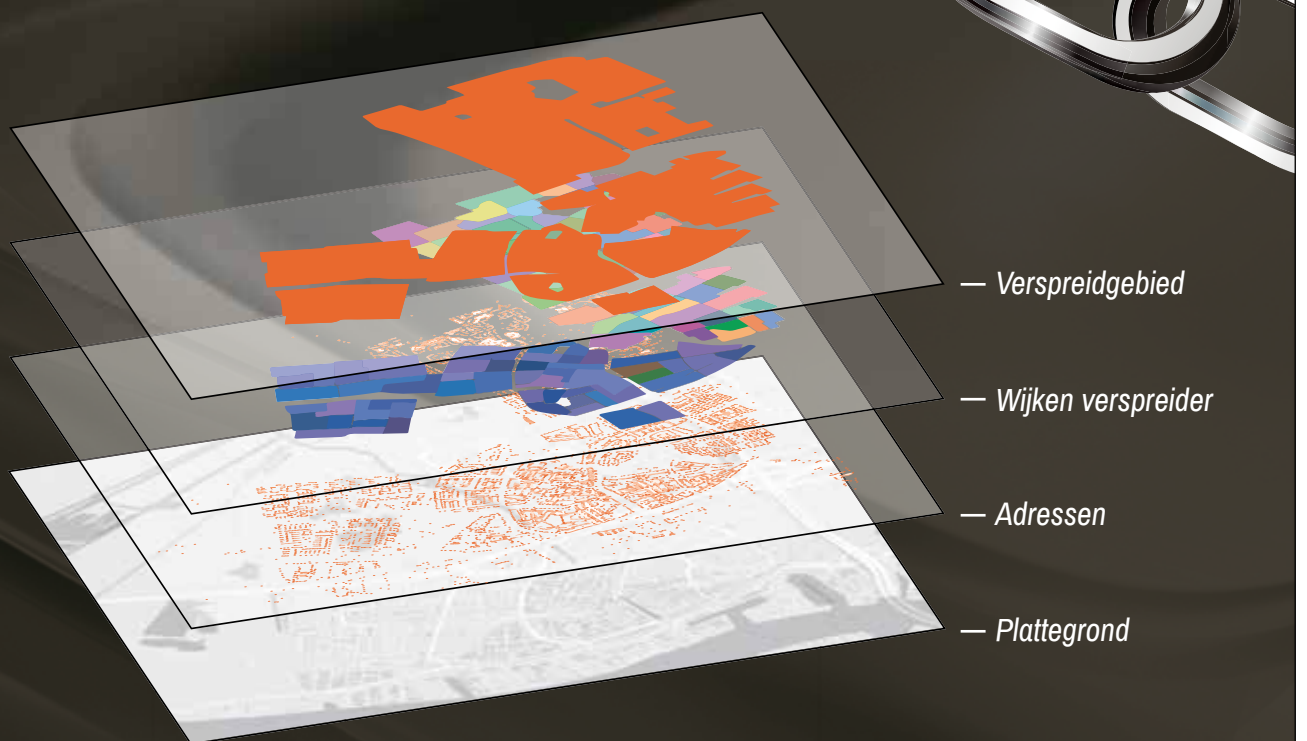 — Verspreidgebied
— Wijken verspreider
— Adressen
— Plattegrond